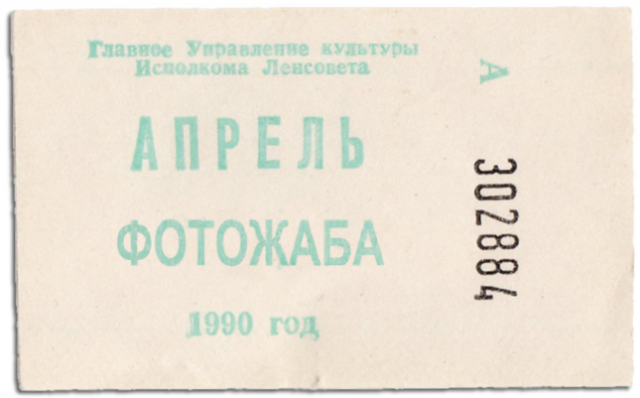 Главное Управление культуры
Исполкома Ленсовета
АПРЕЛЬ
ФОТОЖАБА
1990 год
А
302884